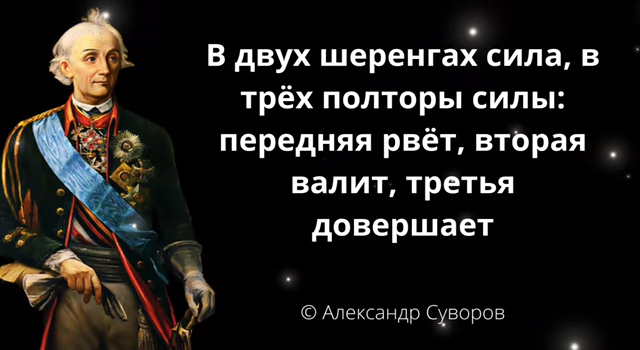 В двух шеренгах сила, в
трёх полторы силы:
передняя рвёт, вторая
валит, третья
довершает
© Александр Суворов